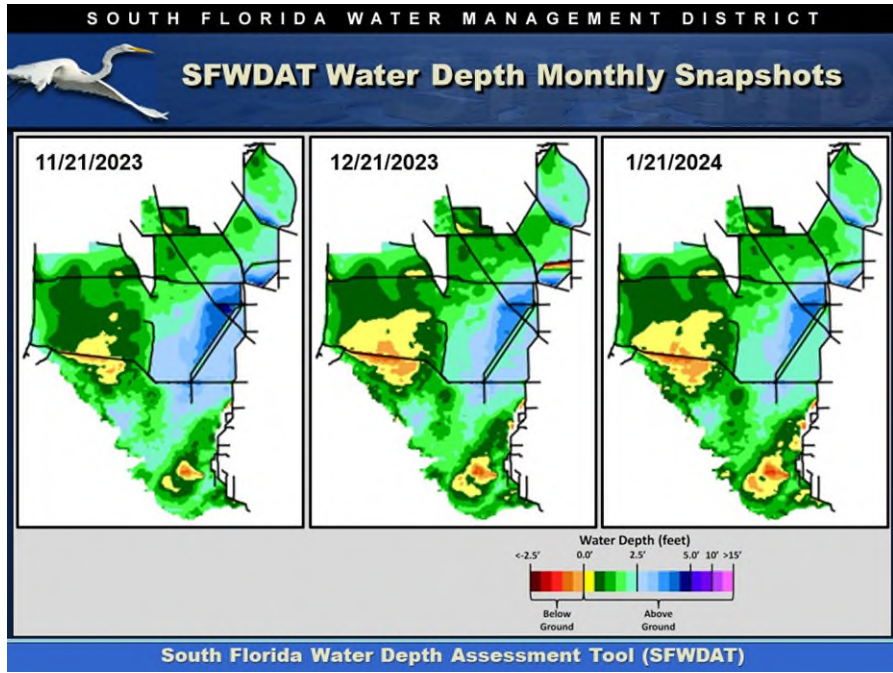 SOUTH FLORIDA WATER MANAGEMENT DISTRICT
SFWDAT Water Depth Monthly Snapshots
11/21/2023
12/21/2023
1/21/2024
Water Depth (feet)
<-2.5' 0.0' 2.5' 5.0' 10' >15'
Below Ground
Above Ground
South Florida Water Depth Assessment Tool (SFWDAT)